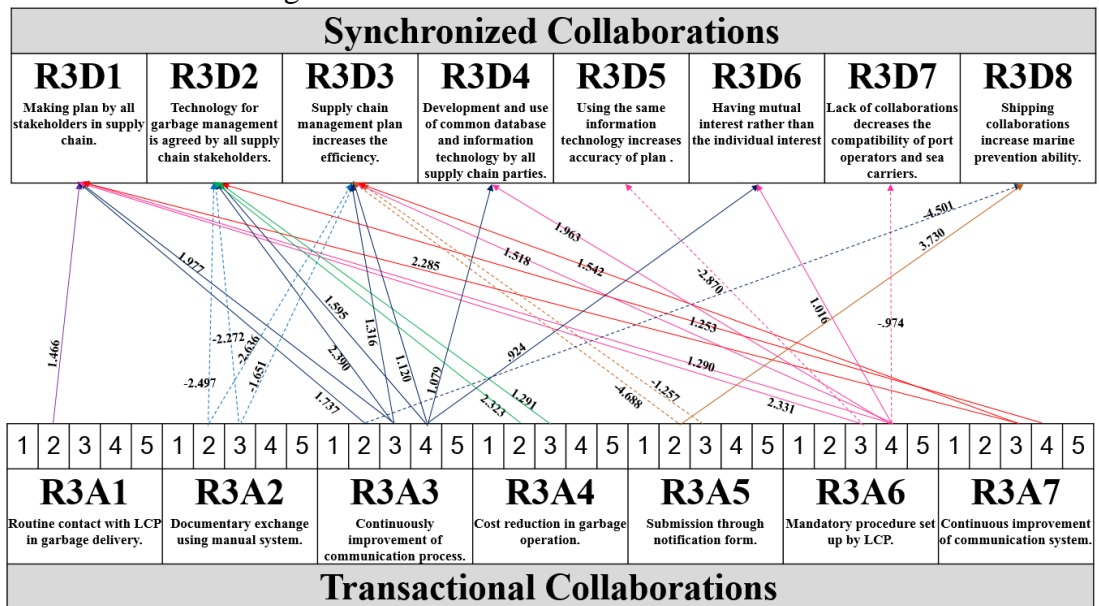 Synchronized Collaborations
R3D1 R3D2 R3D3 R3D4 R3D5 R3D6 R3D7 R3D8
Making plan by all
stakeholders in supply
chain.
Technology for
garbage management
is agreed by all supply
chain stakeholders.
Supply chain
management plan
increases the
efficiency.
Development and use
of common database
and information
technology by all
supply chain parties.
Using the same
information
technology increases
accuracy of plan .
Having mutual
interest rather than
the individual interest
Lack of collaborations
decreases the
compatibility of port
operators and sea
carriers.
Shipping
collaborations
increase marine
prevention ability.
-4.501
1.963
3.730
1.977
2.285
1.518
1.542
-2.870
1.595
1.016
1.316
-.974
1.253
-2.272
-2.636
1.466
2.390
1.120
.924
1.290
-1.651
-2.497
1.079
1.737
2.323
1.291
-4.688
-1.257
2.331
1 2 3 4 5 1 2 3 4 5 1 2 3 4 5 1 2 3 4 5 1 2 3 4 5 1 2 3 4 5 1 2 3 4 5
R3A1 R3A2 R3A3 R3A4 R3A5 R3A6 R3A7
Routine contact with LCP
in garbage delivery.
Documentary exchange
using manual system.
Continuously
improvement of
communication process.
Cost reduction in garbage
operation.
Submission through
notification form.
Mandatory procedure set
up by LCP.
Continuous improvement
of communication system.
Transactional Collaborations